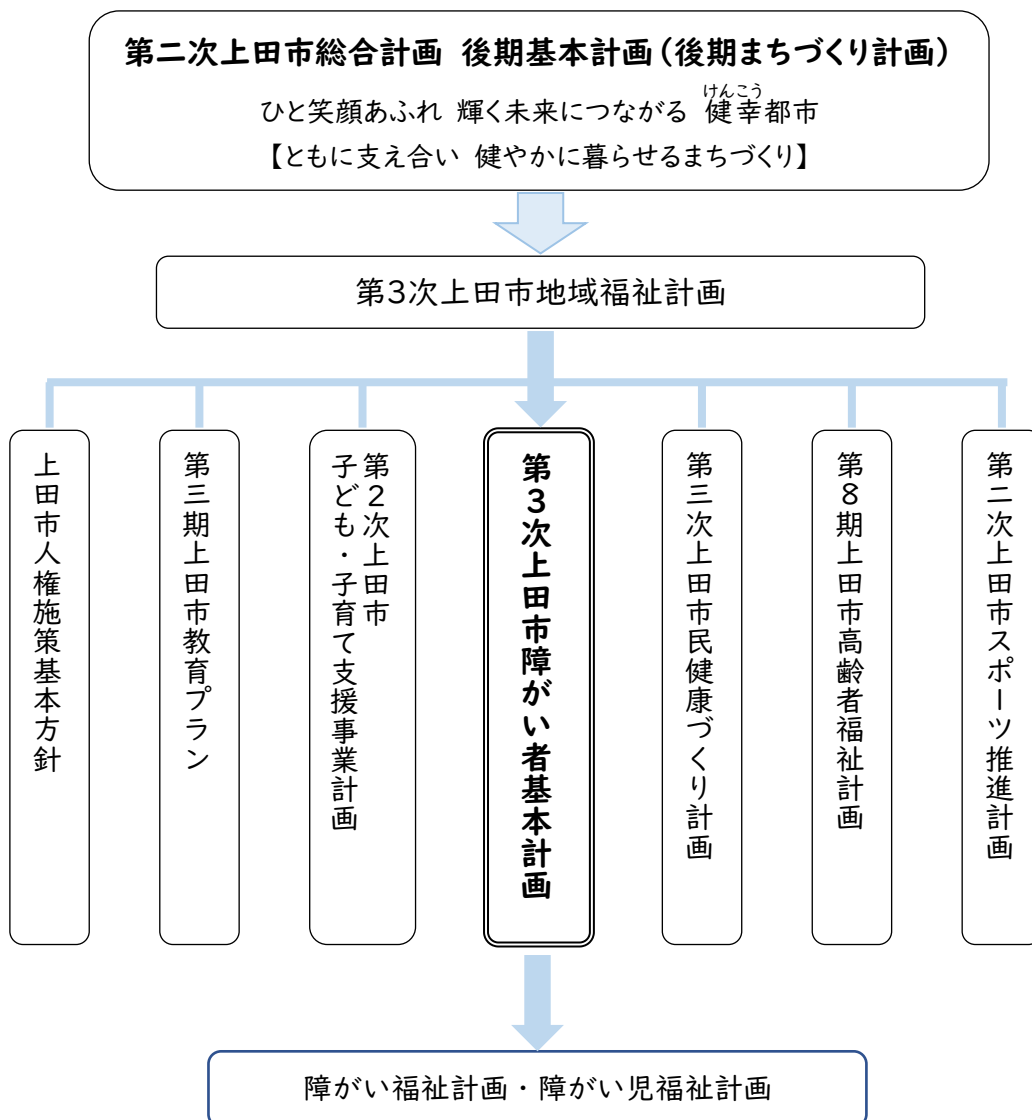 第二次上田市総合計画 後期基本計画（後期まちづくり計画）
ひと笑顔あふれ 輝く未来につながる 健幸都市
けんこう
【ともに支え合い 健やかに暮らせるまちづくり】
第3次上田市地域福祉計画
上田市人権施策基本方針
第三期上田市教育プラン
第2次上田市
子ども・子育て支援事業計画
第3次上田市障がい者基本計画
第三次上田市民健康づくり計画
第8期上田市高齢者福祉計画
第二次上田市スポーツ推進計画
障がい福祉計画・障がい児福祉計画